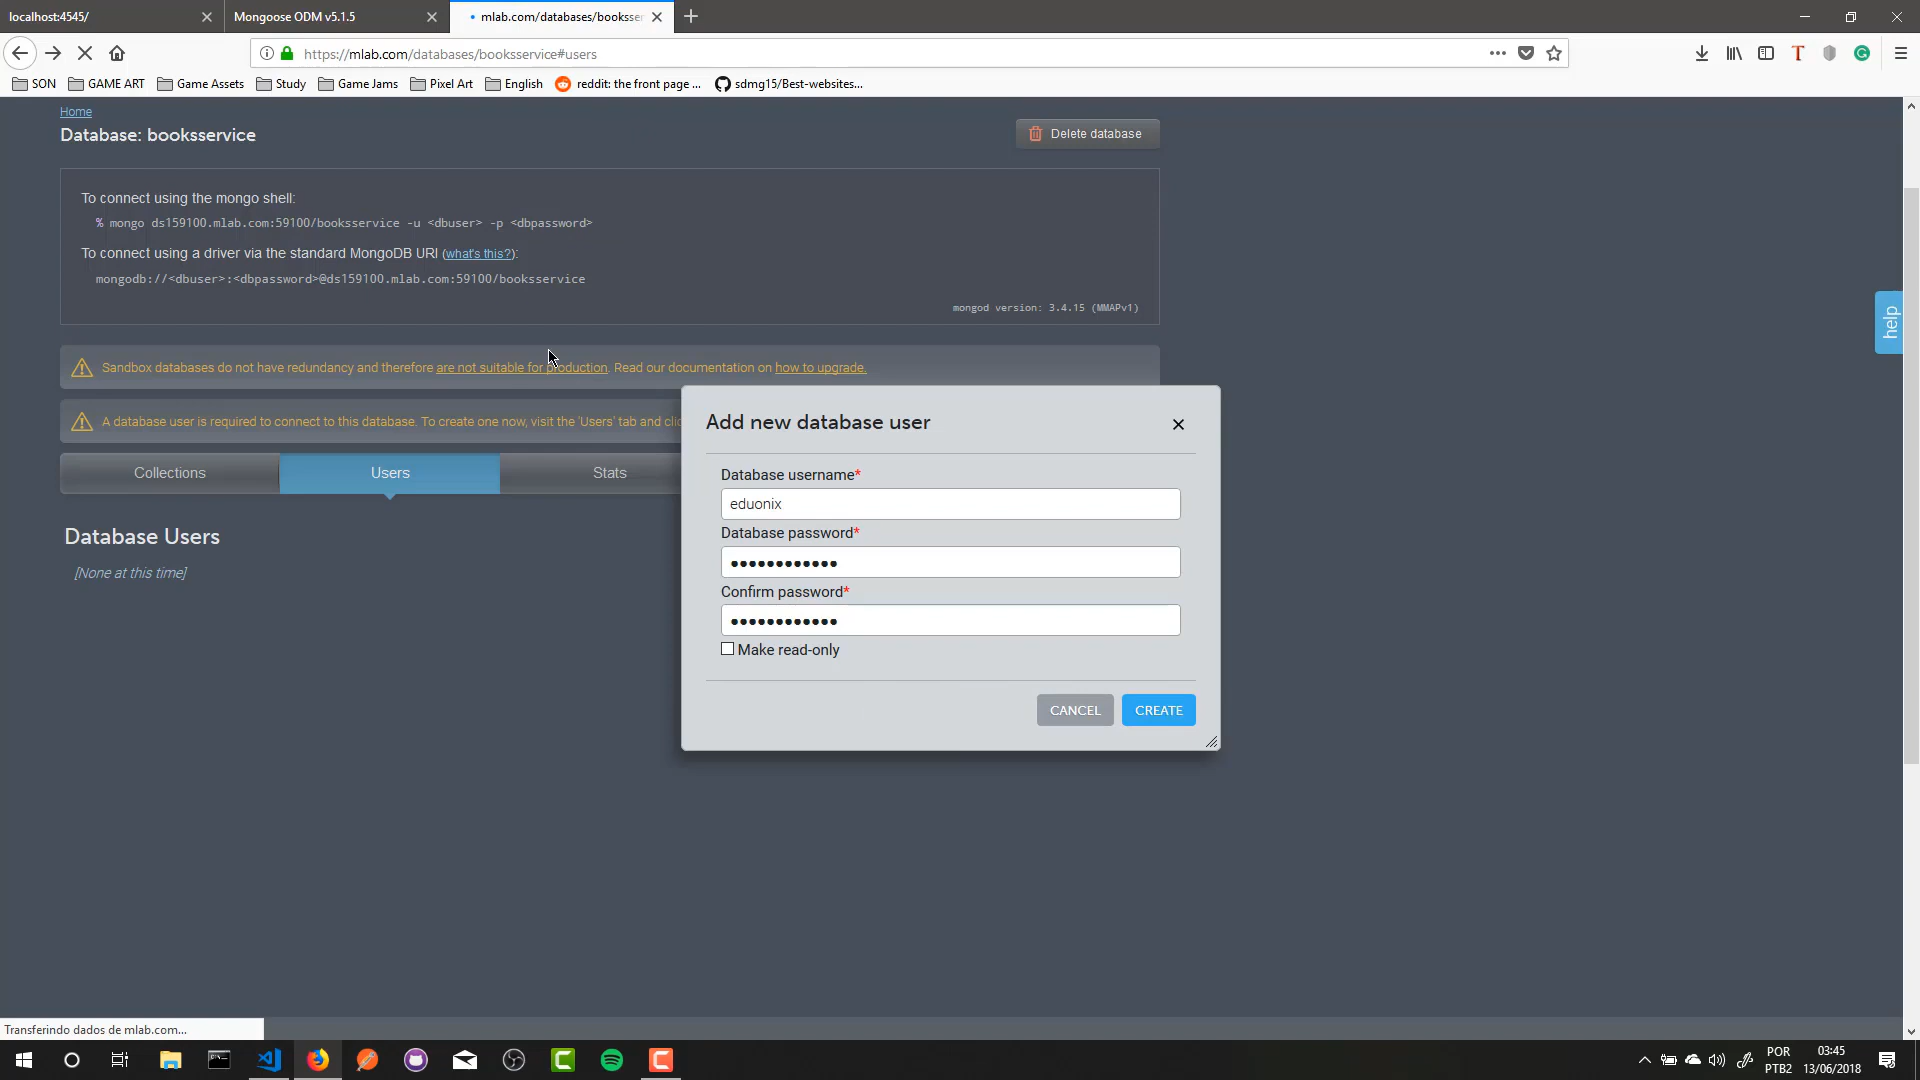 localhost:4545/
Mongoose ODM v5.1.5
mlab.com/databases/booksser
https://mlab.com/databases/booksservice#users
SON
GAME ART
Game Assets
Study
Game Jams
Pixel Art
English
reddit: the front page ...
sdmg15/Best-websites...
Home
Database: booksservice
Delete database
To connect using the mongo shell:
% mongo ds159100.mlab.com:59100/booksservice -u <dbuser> -p <dbpassword>
To connect using a driver via the standard MongoDB URI (what's this?):
mongodb://<dbuser>:<dbpassword>@ds159100.mlab.com:59100/booksservice
mongod version: 3.4.15 (MMAPv1)
help
Sandbox databases do not have redundancy and therefore are not suitable for production. Read our documentation on how to upgrade.
A database user is required to connect to this database. To create one now, visit the 'Users' tab and clic
Collections
Users
Stats
Database Users
[None at this time]
Add new database user
Database username*
eduonix
Database password*
••••••••••••
Confirm password*
••••••••••••
Make read-only
CANCEL
CREATE
Transferindo dados de mlab.com...
POR
PTB2
03:45
13/06/2018